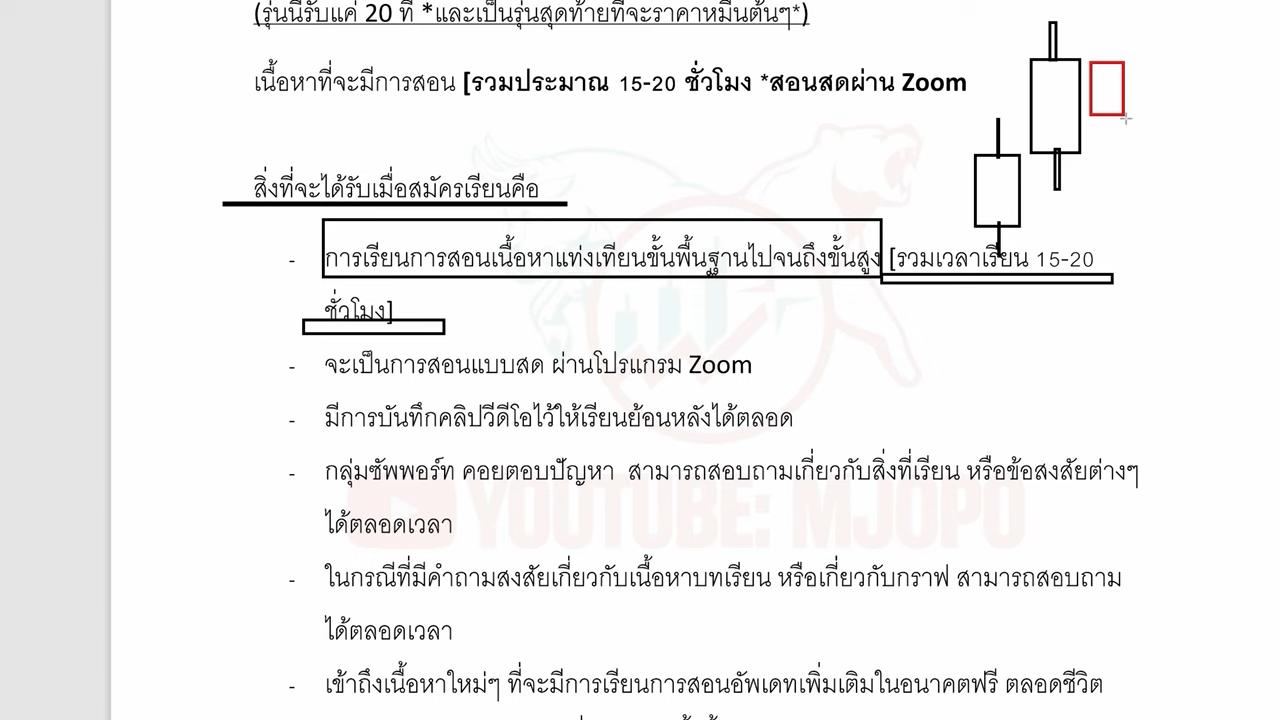 (รุ่นนี้รับแค่ 20 ที่ *และเป็นรุ่นสุดท้ายที่จะราคาหมื่นต้นๆ*)
เนื้อหาที่จะมีการสอน [รวมประมาณ 15-20 ชั่วโมง *สอนสดผ่าน Zoom
สิ่งที่จะได้รับเมื่อสมัครเรียนคือ
- การเรียนการสอนเนื้อหาแท่งเทียนขั้นพื้นฐานไปจนถึงขั้นสูง [รวมเวลาเรียน 15-20
ชั่วโมง]
- จะเป็นการสอนแบบสด ผ่านโปรแกรม Zoom
- มีการบันทึกคลิปวีดีโอไว้ให้เรียนย้อนหลังได้ตลอด
- กลุ่มซัพพอร์ท คอยตอบปัญหา สามารถสอบถามเกี่ยวกับสิ่งที่เรียน หรือข้อสงสัยต่างๆ
ได้ตลอดเวลา
YOUTUBE: MJOPO
- ในกรณีที่มีคำถามสงสัยเกี่ยวกับเนื้อหาบทเรียน หรือเกี่ยวกับกราฟ สามารถสอบถาม
ได้ตลอดเวลา
- เข้าถึงเนื้อหาใหม่ๆ ที่จะมีการเรียนการสอนอัพเดทเพิ่มเติมในอนาคตฟรี ตลอดชีวิต